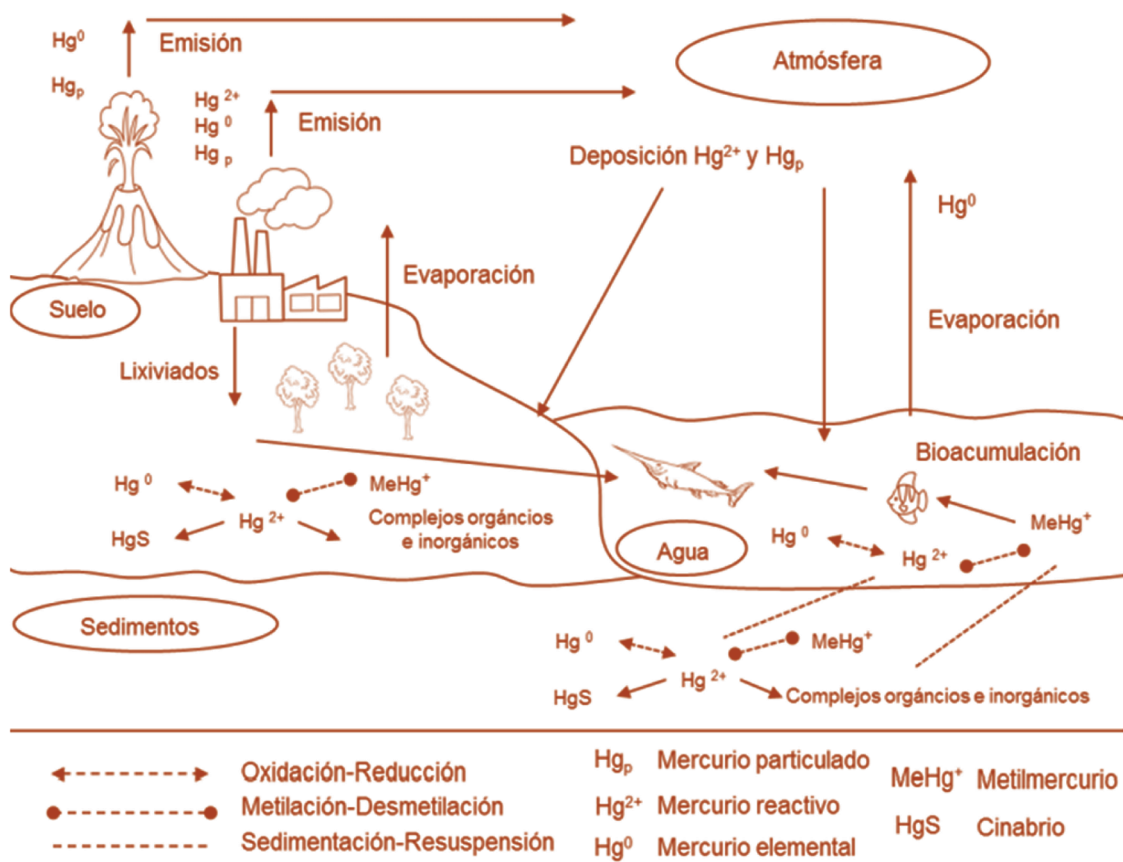 Hg⁰
Emisión
Hgₚ
Hg ²⁺
Hg ⁰
Hg ₚ
Emisión
Atmósfera
Deposición Hg²⁺ y Hgₚ
Hg⁰
Evaporación
Evaporación
Suelo
Lixiviados
Bioacumulación
Hg ⁰
MeHg⁺
Hg ²⁺
HgS
Complejos orgáncios
e inorgánicos
Agua
Hg ⁰
Hg ²⁺
MeHg⁺
Sedimentos
Hg ⁰
MeHg⁺
Hg ²⁺
HgS
Complejos orgáncios e inorgánicos
Oxidación-Reducción
Metilación-Desmetilación
Sedimentación-Resuspensión
Hgₚ Mercurio particulado
Hg²⁺ Mercurio reactivo
Hg⁰ Mercurio elemental
MeHg⁺ Metilmercurio
HgS Cinabrio